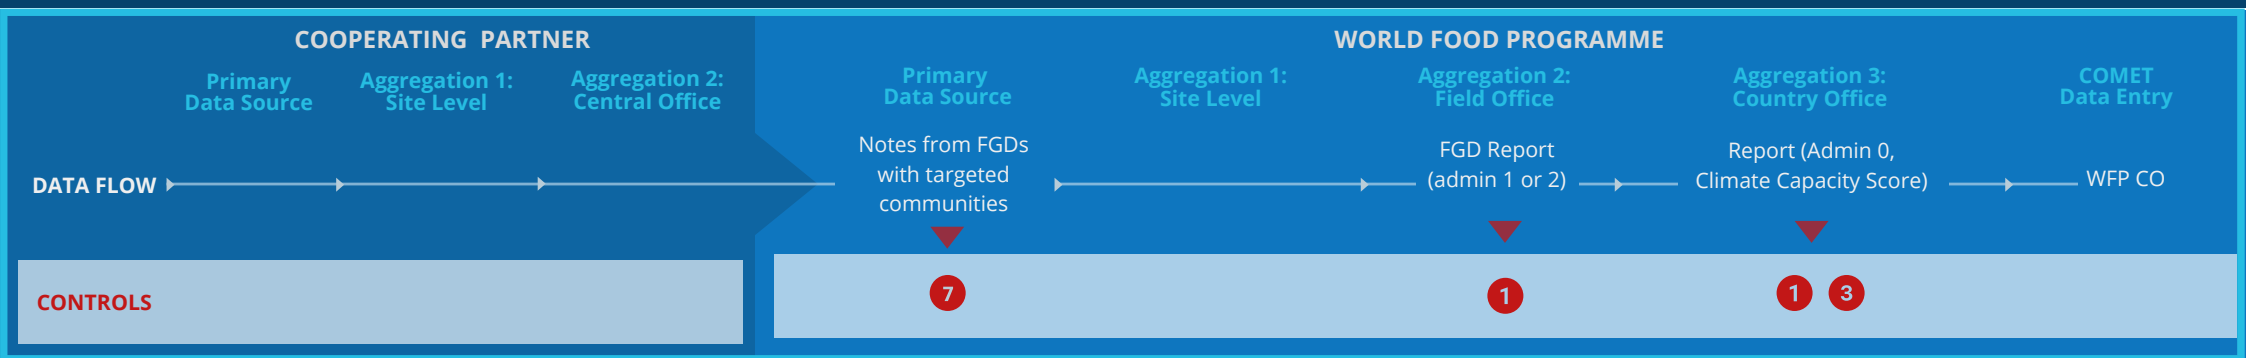 COOPERATING PARTNER
Primary
Data Source
Aggregation 1:
Site Level
Aggregation 2:
Central Office
WORLD FOOD PROGRAMME
Primary
Data Source
Aggregation 1:
Site Level
Aggregation 2:
Field Office
Aggregation 3:
Country Office
COMET
Data Entry
DATA FLOW
Notes from FGDs
with targeted
communities
FGD Report
(admin 1 or 2)
Report (Admin 0,
Climate Capacity Score)
WFP CO
CONTROLS
7
1
1 3